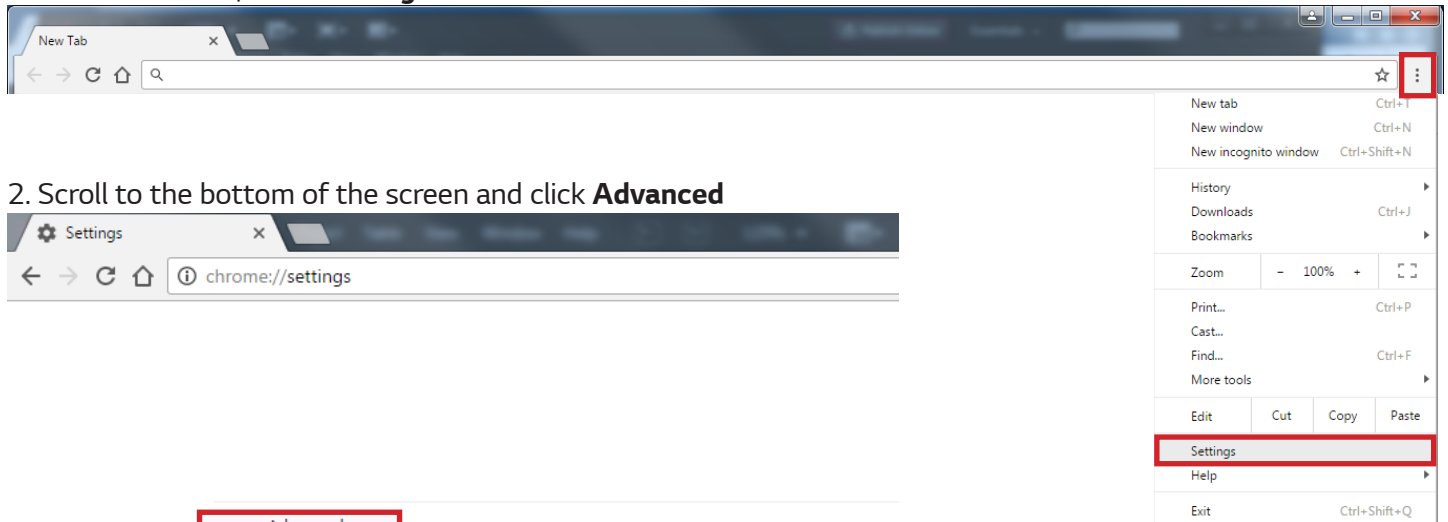 New Tab
New tab Ctrl+T
New window Ctrl+N
New incognito window Ctrl+Shift+N
History
Downloads Ctrl+J
Bookmarks
Zoom - 100% +
Print... Ctrl+P
Cast...
Find... Ctrl+F
More tools
Edit Cut Copy Paste
Settings
Help
Exit Ctrl+Shift+Q
2. Scroll to the bottom of the screen and click Advanced
Settings
chrome://settings